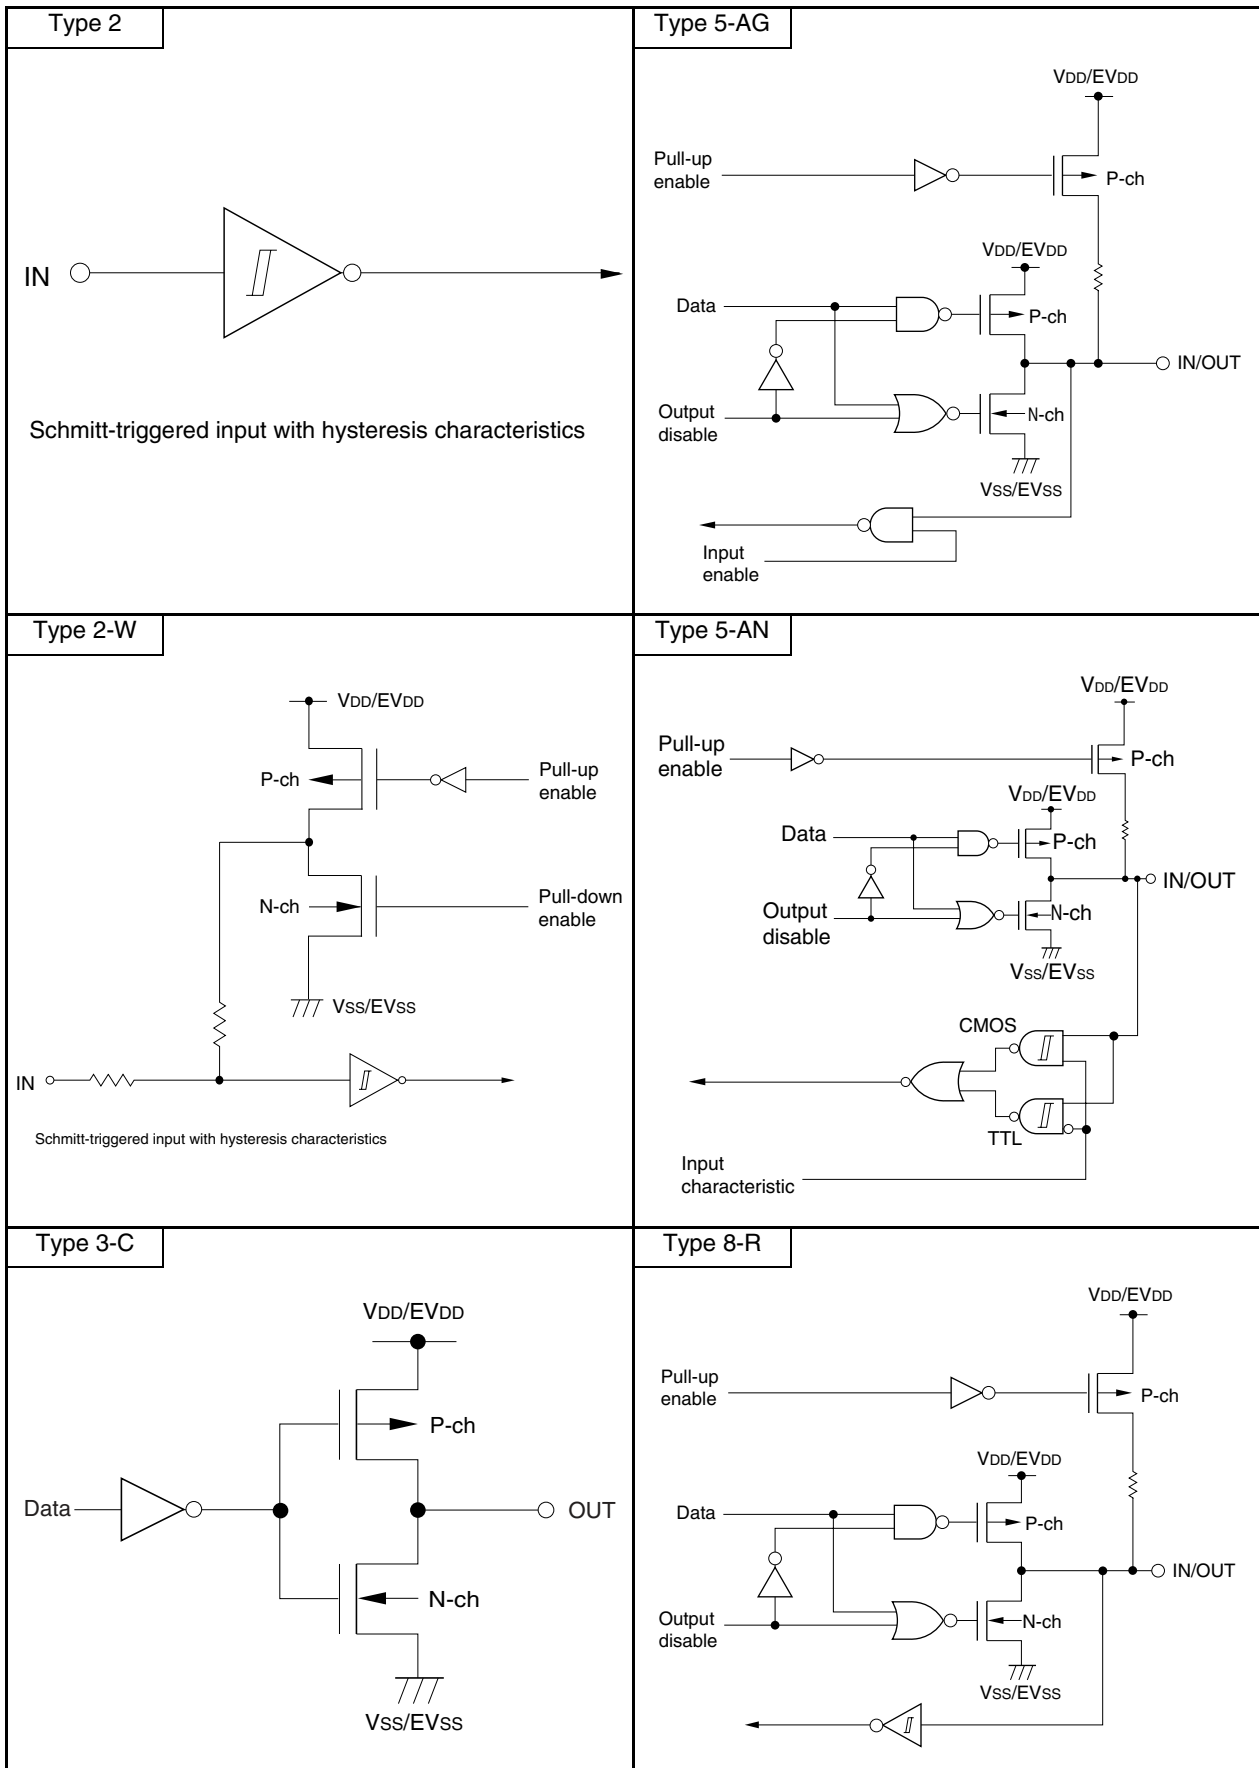 Type 2
IN
Schmitt-triggered input with hysteresis characteristics
Type 5-AG
VDD/EVDD
Pull-up
enable
P-ch
VDD/EVDD
Data
P-ch
IN/OUT
Output
disable
N-ch
VSS/EVSS
Input
enable
Type 2-W
VDD/EVDD
P-ch
Pull-up
enable
N-ch
Pull-down
enable
VSS/EVSS
IN
Schmitt-triggered input with hysteresis characteristics
Type 5-AN
VDD/EVDD
Pull-up
enable
P-ch
VDD/EVDD
Data
P-ch
IN/OUT
Output
disable
N-ch
VSS/EVSS
CMOS
TTL
Input
characteristic
Type 3-C
VDD/EVDD
P-ch
Data
OUT
N-ch
VSS/EVSS
Type 8-R
VDD/EVDD
Pull-up
enable
P-ch
VDD/EVDD
Data
P-ch
IN/OUT
Output
disable
N-ch
VSS/EVSS